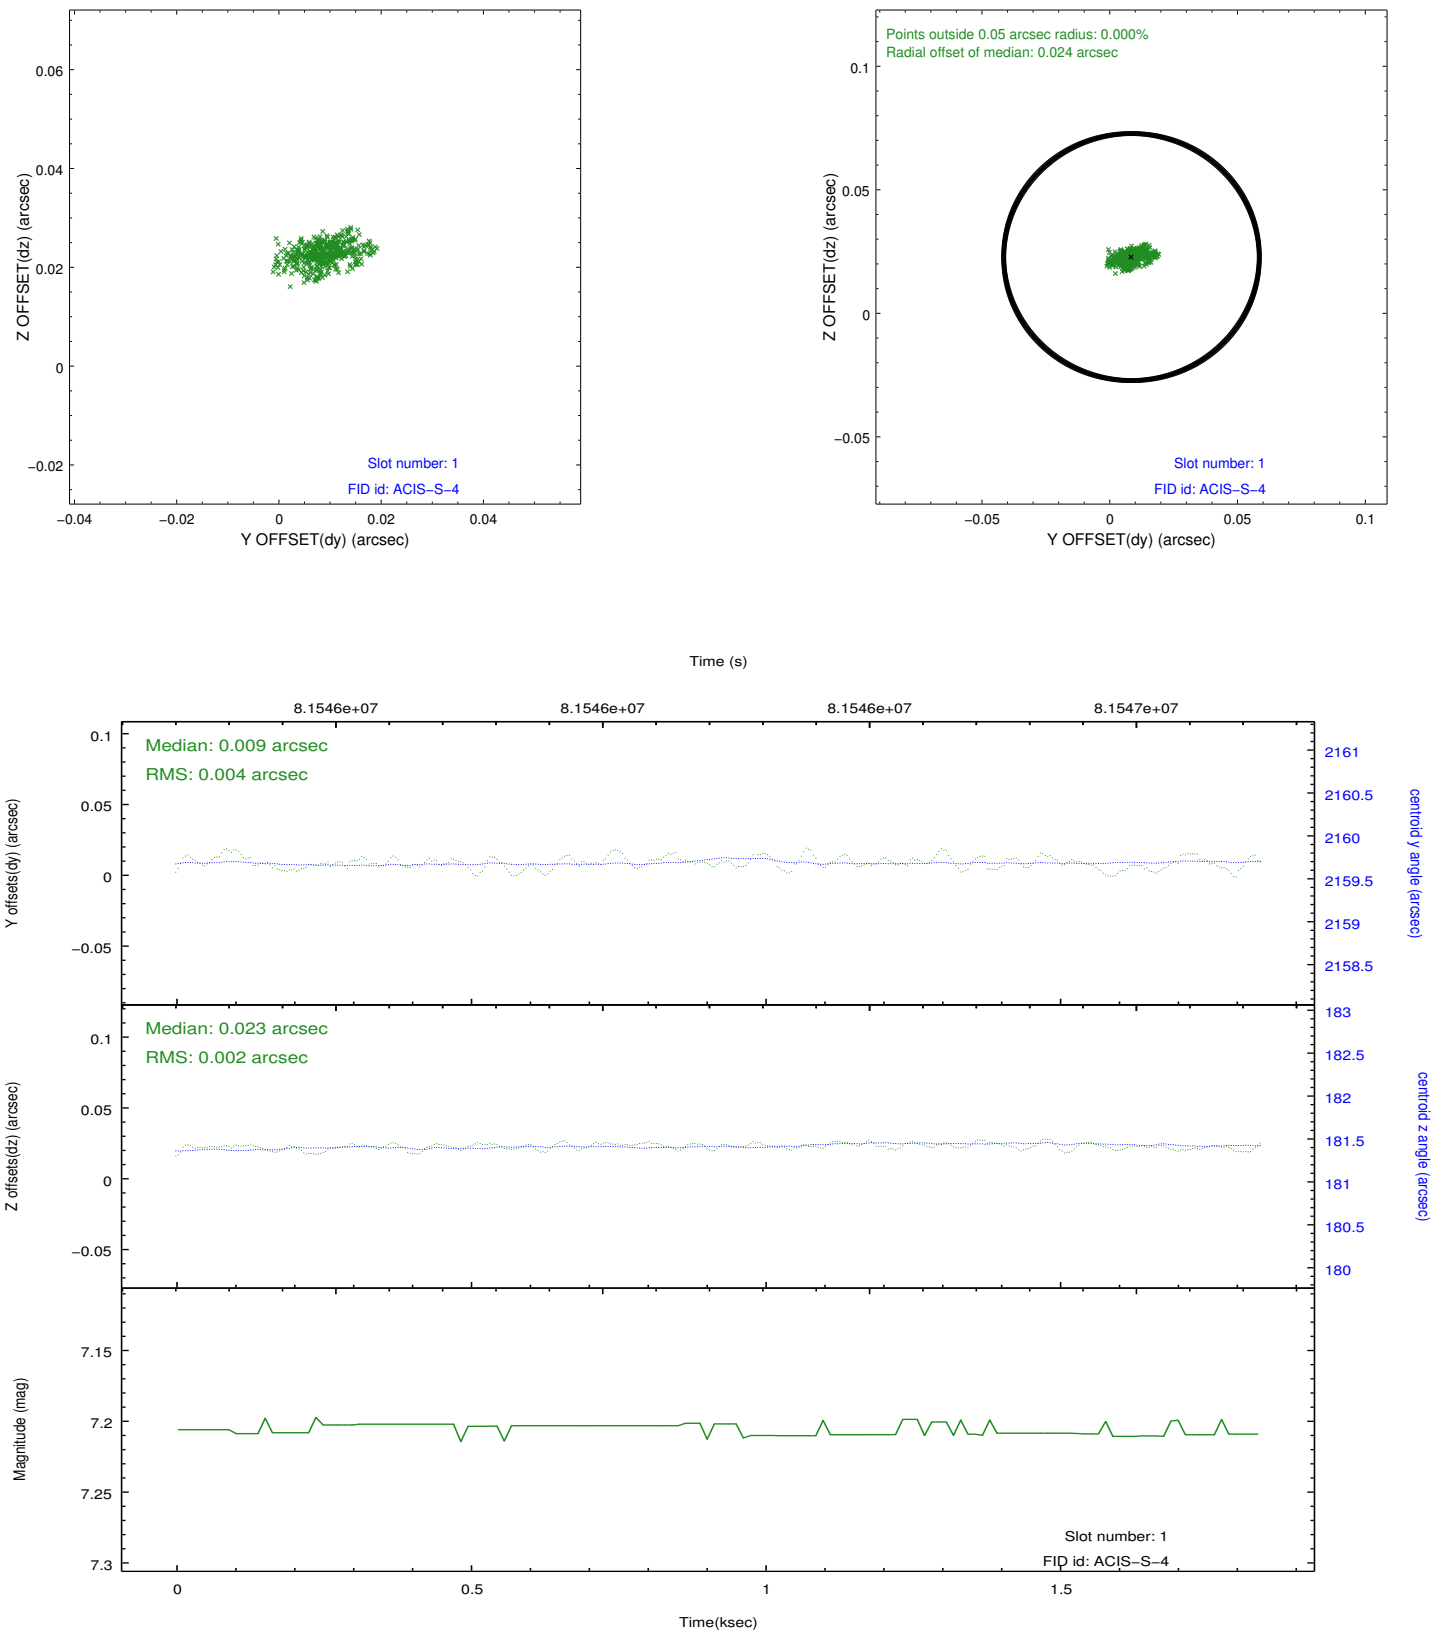 0.06
0.04
0.02
0
−0.02
−0.04
−0.02
0
0.02
0.04
Z OFFSET(dz) (arcsec)
Y OFFSET(dy) (arcsec)
Slot number: 1
FID id: ACIS−S−4
Points outside 0.05 arcsec radius: 0.000%
Radial offset of median: 0.024 arcsec
0.1
0.05
0
−0.05
−0.05
0
0.05
0.1
Z OFFSET(dz) (arcsec)
Y OFFSET(dy) (arcsec)
Slot number: 1
FID id: ACIS−S−4
Time (s)
8.1546e+07
8.1546e+07
8.1546e+07
8.1547e+07
Median: 0.009 arcsec
RMS: 0.004 arcsec
0.1
0.05
0
−0.05
Y offsets(dy) (arcsec)
2161
2160.5
2160
2159.5
2159
2158.5
centroid y angle (arcsec)
Median: 0.023 arcsec
RMS: 0.002 arcsec
0.1
0.05
0
−0.05
Z offsets(dz) (arcsec)
183
182.5
182
181.5
181
180.5
180
centroid z angle (arcsec)
7.15
7.2
7.25
7.3
Magnitude (mag)
Slot number: 1
FID id: ACIS−S−4
0
0.5
1
1.5
Time(ksec)